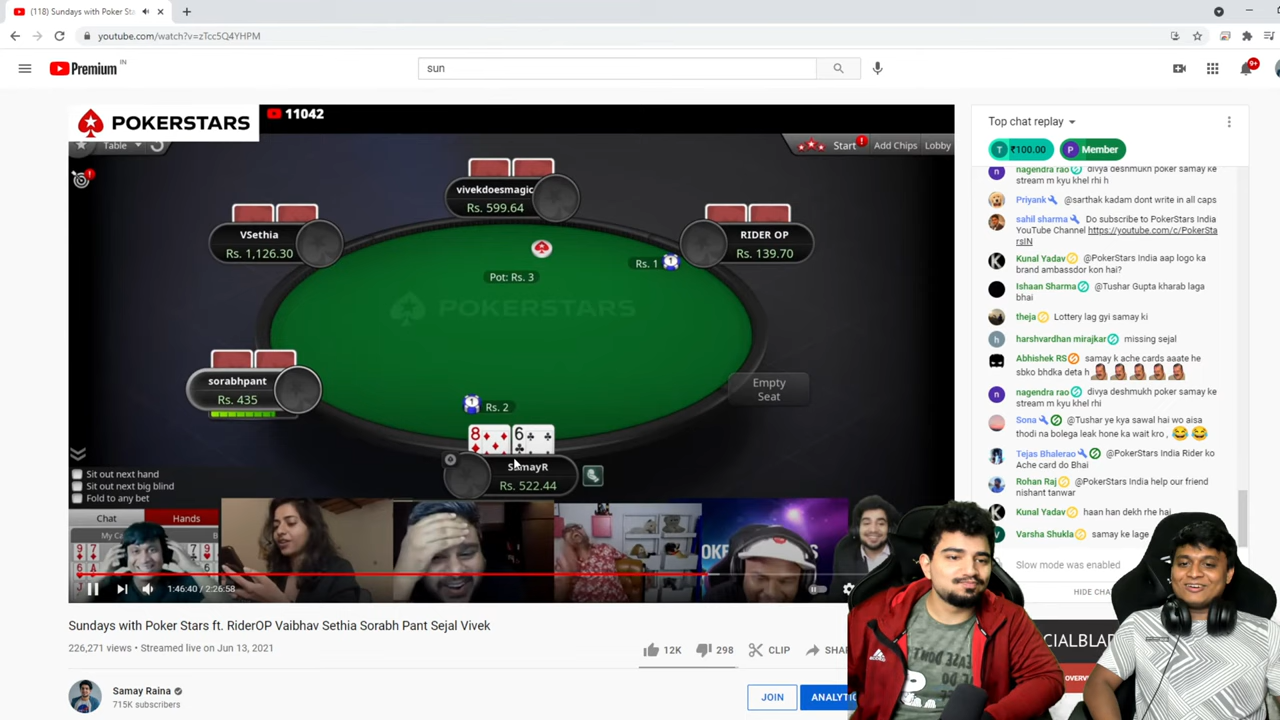 (118) Sundays with Poker Sta
youtube.com/watch?v=zTcc5Q4YHPM
Premium IN
sun
9+
POKERSTARS
11042
Table
Start
Add Chips
Lobby
vivekdoesmagic
Rs. 599.64
VSethia
Rs. 1,126.30
RIDER OP
Rs. 139.70
Rs. 1
Pot: Rs. 3
POKERSTARS
sorabhpant
Rs. 435
Empty
Seat
Rs. 2
8 6
SamayR
Rs. 522.44
Sit out next hand
Sit out next big blind
Fold to any bet
Chat
Hands
1:46:40 / 2:26:58
Sundays with Poker Stars ft. RiderOP Vaibhav Sethia Sorabh Pant Sejal Vivek
226,271 views • Streamed live on Jun 13, 2021
12K
298
CLIP
SHAR
Samay Raina
715K subscribers
JOIN
ANALYTIC
Top chat replay
T ₹100.00
P Member
nagendra rao divya deshmukh poker samay ke
stream m kyu khel rhi h
Priyank @sarthak kadam dont write in all caps
sahil sharma Do subscribe to PokerStars India
YouTube Channel https://youtube.com/c/PokerSta
rsIN
Kunal Yadav @PokerStars India aap logo ka
brand ambassdor kon hai?
Ishaan Sharma @Tushar Gupta kharab laga
bhai
theja Lottery lag gyi samay ki
harshvardhan mirajkar missing sejal
Abhishek RS samay k ache cards aaate he
sbko bhdka deta h
nagendra rao divya deshmukh poker samay ke
stream m kyu khel rhi h
Sona @Tushar ye kya sawal hai wo aisa
thodi na bolega leak hone ka wait kro ,
Tejas Bhalerao @PokerStars India Rider ko
Ache card do Bhai
Rohan Raj @PokerStars India help our friend
nishant tanwar
Kunal Yadav haan han dekh rhe hai
Varsha Shukla samay ke lage
Slow mode was enabled
HIDE CHA
CIALBLAD